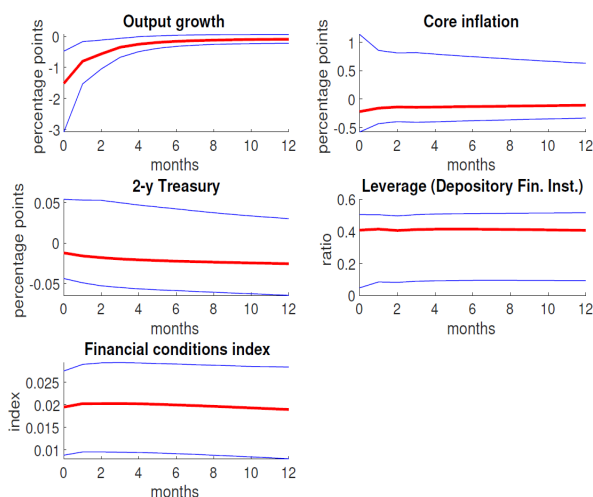 Output growth
percentage points
0
-1
-2
-3
0 2 4 6 8 10 12
months
Core inflation
percentage points
1
0.5
0
-0.5
0 2 4 6 8 10 12
months
2-y Treasury
percentage points
0.05
0
-0.05
0 2 4 6 8 10 12
months
Leverage (Depository Fin. Inst.)
ratio
0.6
0.4
0.2
0
0 2 4 6 8 10 12
months
Financial conditions index
index
0.025
0.02
0.015
0.01
0 2 4 6 8 10 12
months